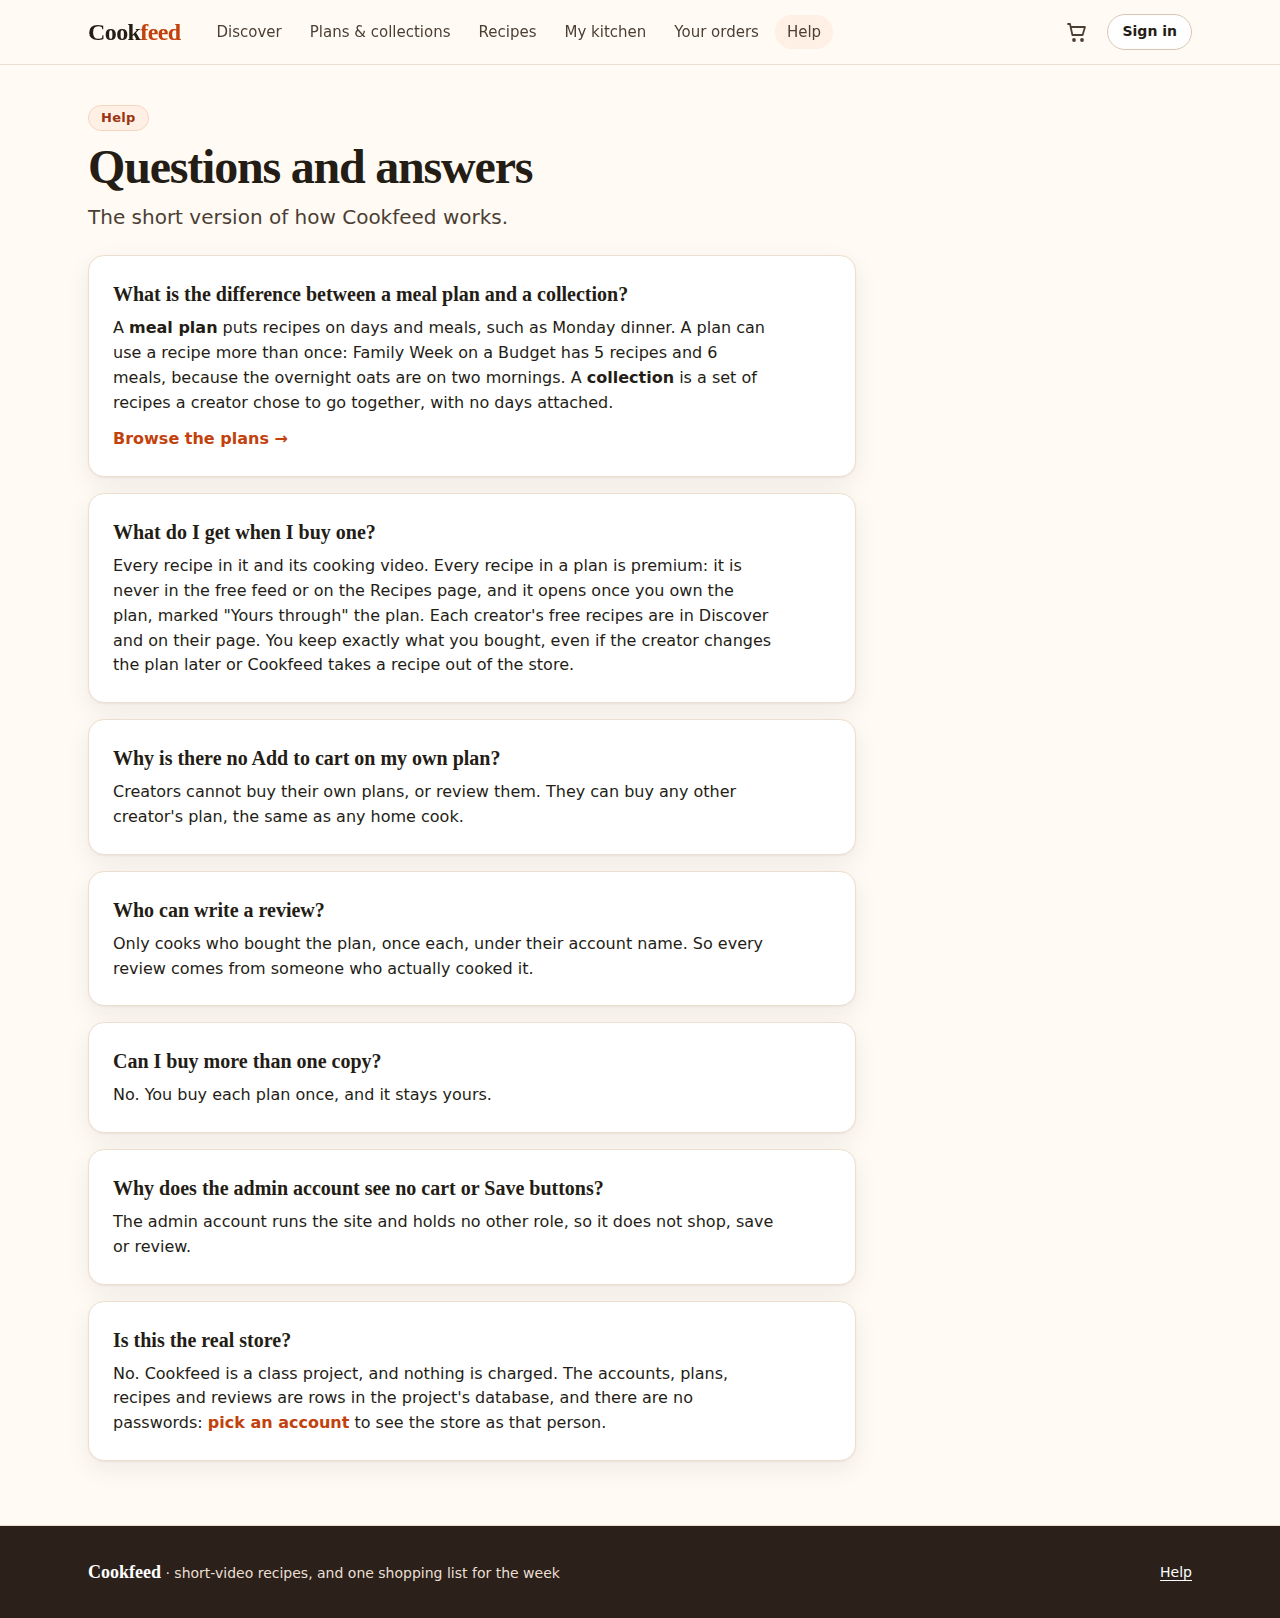 Cookfeed Discover Plans & collections Recipes My kitchen Your orders Help Sign in
Help
Questions and answers
The short version of how Cookfeed works.
What is the difference between a meal plan and a collection?
A meal plan puts recipes on days and meals, such as Monday dinner. A plan can
use a recipe more than once: Family Week on a Budget has 5 recipes and 6
meals, because the overnight oats are on two mornings. A collection is a set of
recipes a creator chose to go together, with no days attached.
Browse the plans →
What do I get when I buy one?
Every recipe in it and its cooking video. Every recipe in a plan is premium: it is
never in the free feed or on the Recipes page, and it opens once you own the
plan, marked "Yours through" the plan. Each creator's free recipes are in Discover
and on their page. You keep exactly what you bought, even if the creator changes
the plan later or Cookfeed takes a recipe out of the store.
Why is there no Add to cart on my own plan?
Creators cannot buy their own plans, or review them. They can buy any other
creator's plan, the same as any home cook.
Who can write a review?
Only cooks who bought the plan, once each, under their account name. So every
review comes from someone who actually cooked it.
Can I buy more than one copy?
No. You buy each plan once, and it stays yours.
Why does the admin account see no cart or Save buttons?
The admin account runs the site and holds no other role, so it does not shop, save
or review.
Is this the real store?
No. Cookfeed is a class project, and nothing is charged. The accounts, plans,
recipes and reviews are rows in the project's database, and there are no
passwords: pick an account to see the store as that person.
Cookfeed · short-video recipes, and one shopping list for the week Help